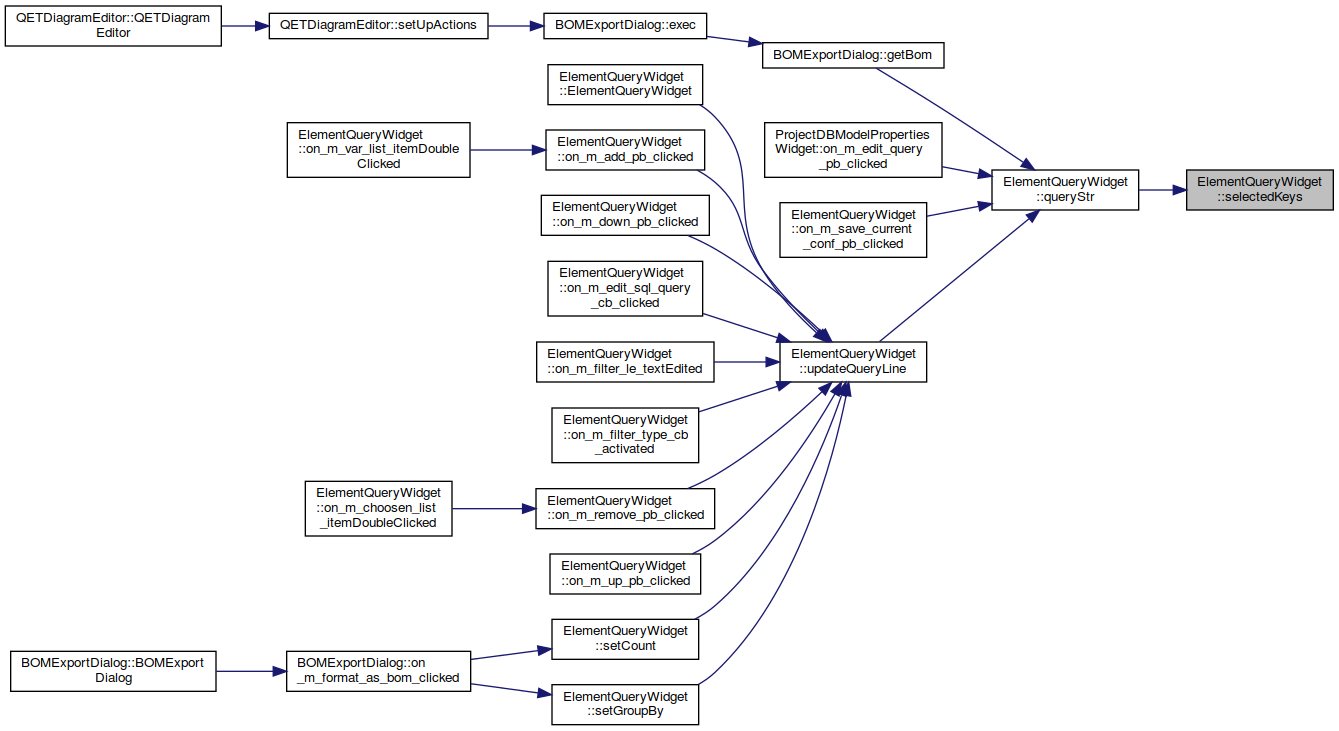 QETDiagramEditor::QETDiagram
Editor
QETDiagramEditor::setUpActions
BOMExportDialog::exec
BOMExportDialog::getBom
ElementQueryWidget
::ElementQueryWidget
ElementQueryWidget
::on_m_var_list_itemDouble
Clicked
ElementQueryWidget
::on_m_add_pb_clicked
ProjectDBModelProperties
Widget::on_m_edit_query
_pb_clicked
ElementQueryWidget
::queryStr
ElementQueryWidget
::selectedKeys
ElementQueryWidget
::on_m_down_pb_clicked
ElementQueryWidget
::on_m_save_current
_conf_pb_clicked
ElementQueryWidget
::on_m_edit_sql_query
_cb_clicked
ElementQueryWidget
::on_m_filter_le_textEdited
ElementQueryWidget
::updateQueryLine
ElementQueryWidget
::on_m_filter_type_cb
_activated
ElementQueryWidget
::on_m_choosen_list
_itemDoubleClicked
ElementQueryWidget
::on_m_remove_pb_clicked
ElementQueryWidget
::on_m_up_pb_clicked
ElementQueryWidget
::setCount
BOMExportDialog::BOMExport
Dialog
BOMExportDialog::on
_m_format_as_bom_clicked
ElementQueryWidget
::setGroupBy